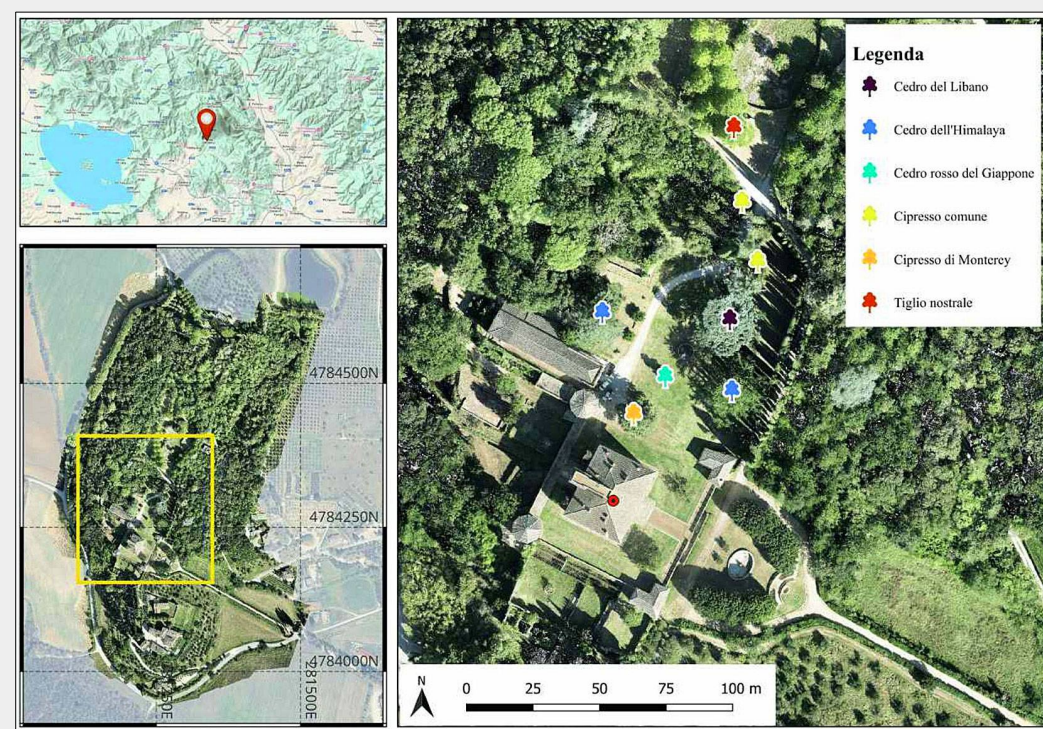 Legenda
Cedro del Libano
Cedro dell'Himalaya
Cedro rosso del Giappone
Cipresso comune
Cipresso di Monterey
Tiglio nostrale
4784500N
4784250N
4784000N
281500E
N
0 25 50 75 100 m